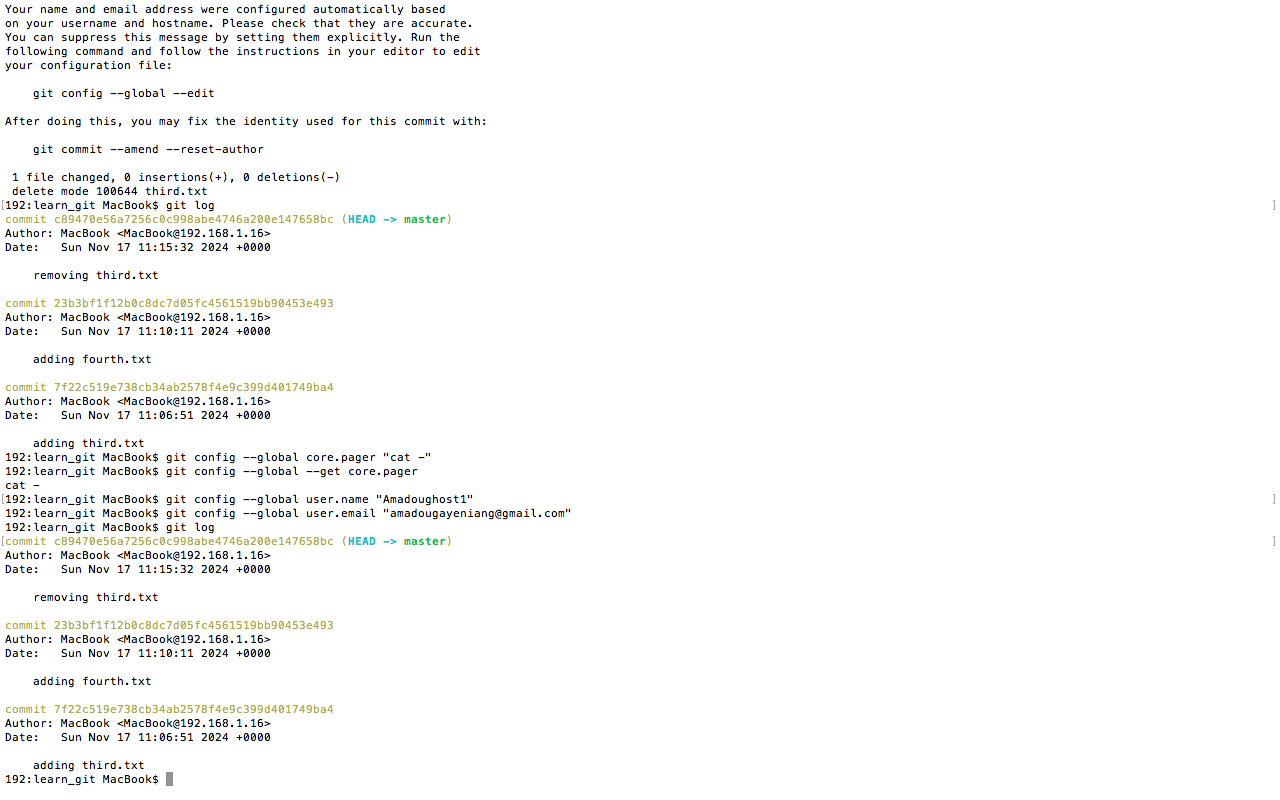 Your name and email address were configured automatically based
on your username and hostname. Please check that they are accurate.
You can suppress this message by setting them explicitly. Run the
following command and follow the instructions in your editor to edit
your configuration file:
git config --global --edit
After doing this, you may fix the identity used for this commit with:
git commit --amend --reset-author
1 file changed, 0 insertions(+), 0 deletions(-)
delete mode 100644 third.txt
[192:learn_git MacBook$ git log ]
commit c89470e56a7256c0c998abe4746a200e147658bc (HEAD -> master)
Author: MacBook <MacBook@192.168.1.16>
Date:   Sun Nov 17 11:15:32 2024 +0000
removing third.txt
commit 23b3bf1f12b0c8dc7d05fc4561519bb90453e493
Author: MacBook <MacBook@192.168.1.16>
Date:   Sun Nov 17 11:10:11 2024 +0000
adding fourth.txt
commit 7f22c519e738cb34ab2578f4e9c399d401749ba4
Author: MacBook <MacBook@192.168.1.16>
Date:   Sun Nov 17 11:06:51 2024 +0000
adding third.txt
192:learn_git MacBook$ git config --global core.pager "cat -"
192:learn_git MacBook$ git config --global --get core.pager
cat -
[192:learn_git MacBook$ git config --global user.name "Amadoughost1" ]
192:learn_git MacBook$ git config --global user.email "amadougayeniang@gmail.com"
192:learn_git MacBook$ git log
[commit c89470e56a7256c0c998abe4746a200e147658bc (HEAD -> master) ]
Author: MacBook <MacBook@192.168.1.16>
Date:   Sun Nov 17 11:15:32 2024 +0000
removing third.txt
commit 23b3bf1f12b0c8dc7d05fc4561519bb90453e493
Author: MacBook <MacBook@192.168.1.16>
Date:   Sun Nov 17 11:10:11 2024 +0000
adding fourth.txt
commit 7f22c519e738cb34ab2578f4e9c399d401749ba4
Author: MacBook <MacBook@192.168.1.16>
Date:   Sun Nov 17 11:06:51 2024 +0000
adding third.txt
192:learn_git MacBook$